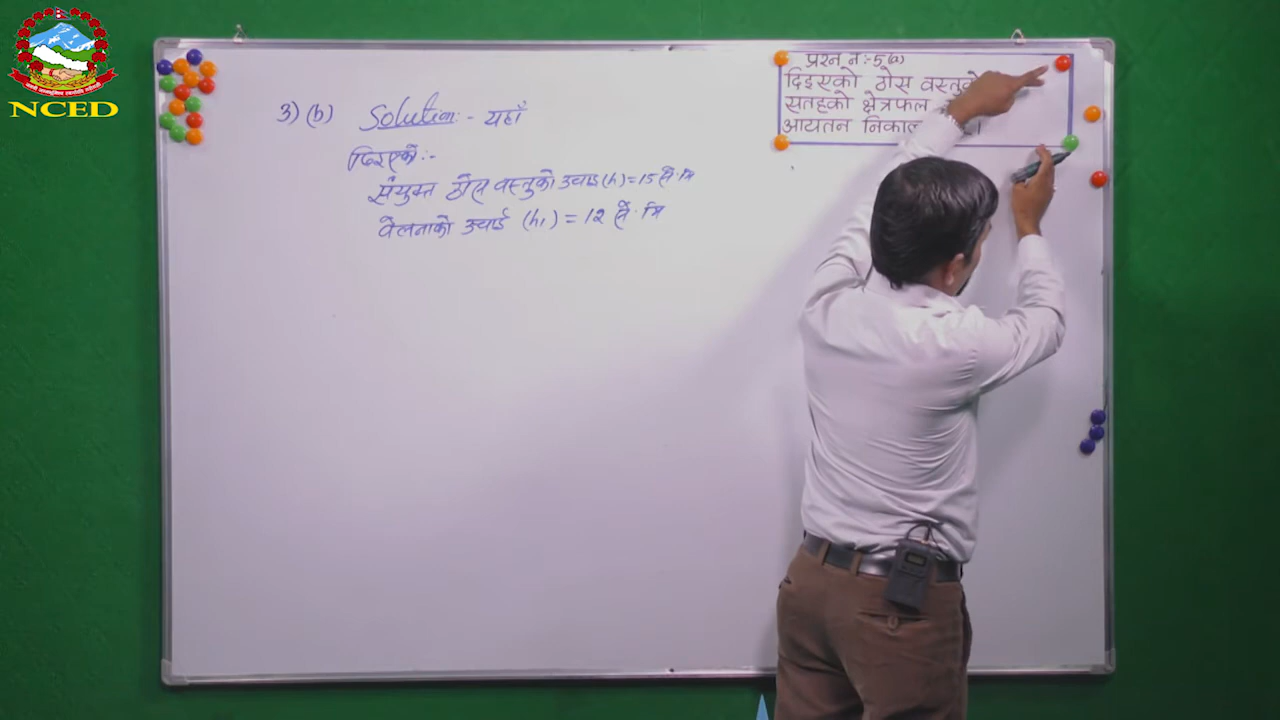 NCED
3) (b) Solution :- यहाँ
दिइएको :-
संयुक्त ठोस वस्तुको उचाई (h) = 15 से. मि
वेलनाको उचाई (h₁) = 12 से. मि
प्रश्न नं :- 5 (a)
दिइएको ठोस वस्तुको
सतहको क्षेत्रफल
आयतन